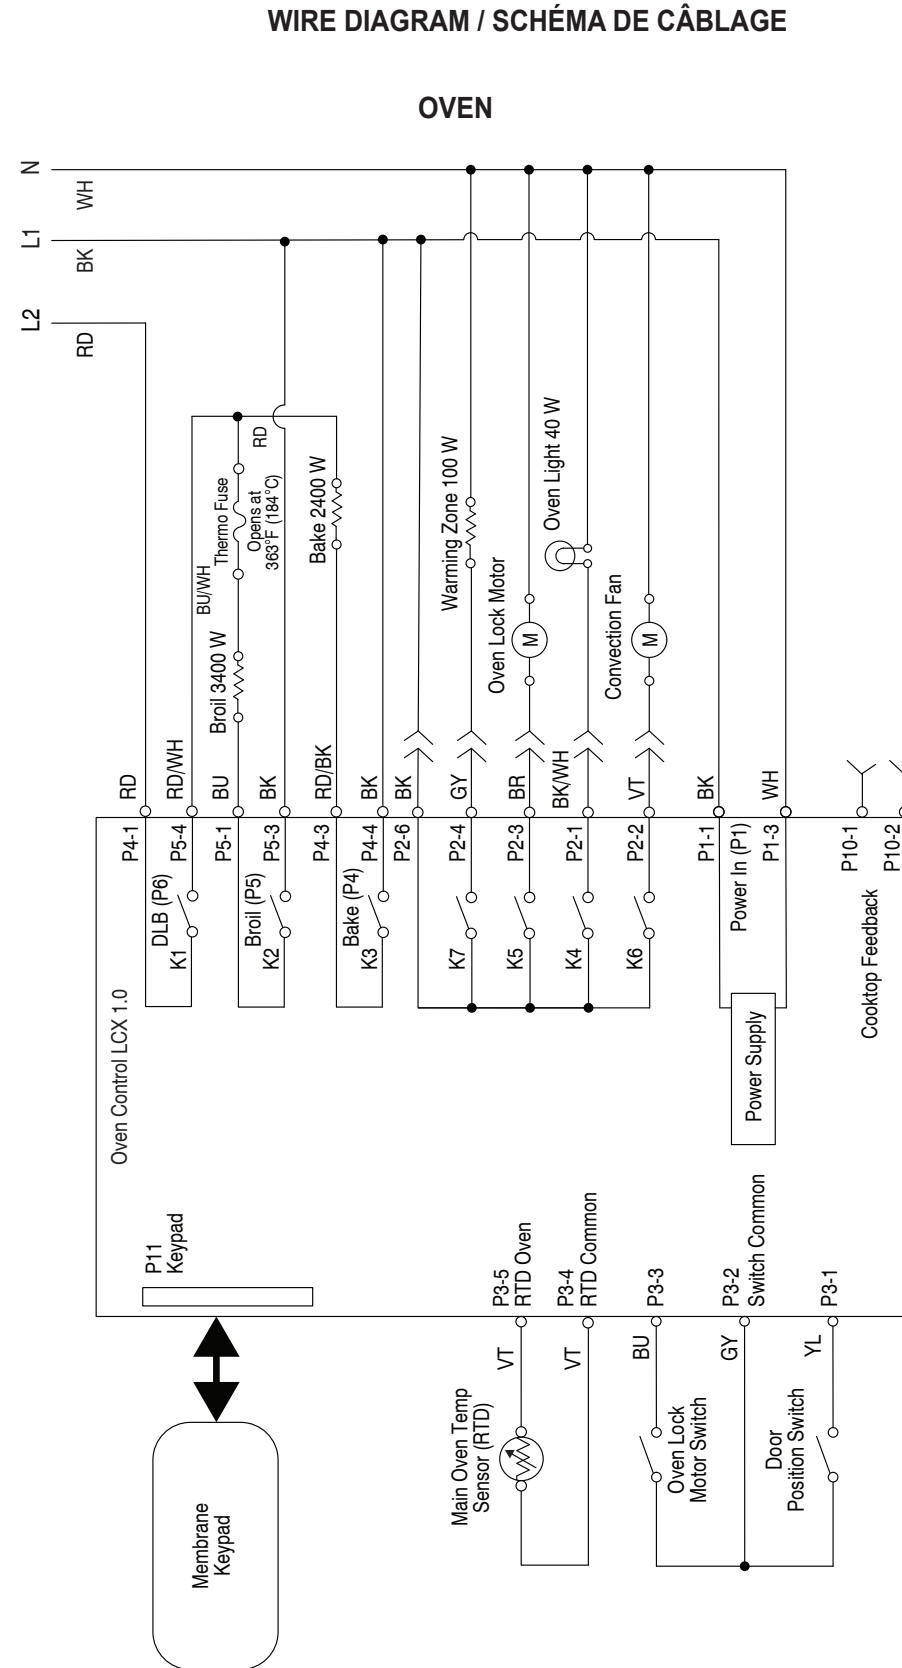 WIRE DIAGRAM / SCHÉMA DE CÂBLAGE
OVEN
N
WH
L1
BK
L2
RD
RD
BU/WH
Thermo Fuse
Opens at
363°F (184°C)
Broil 3400 W
Bake 2400 W
Warming Zone 100 W
Oven Lock Motor
M
Oven Light 40 W
Convection Fan
M
RD
RD/WH
BU
BK
RD/BK
BK
BK
GY
BR
BK/WH
VT
BK
WH
P4-1
P5-4
P5-1
P5-3
P4-3
P4-4
P2-6
P2-4
P2-3
P2-1
P2-2
P1-1
P1-3
P10-1
P10-2
DLB (P6)
K1
Broil (P5)
K2
Bake (P4)
K3
K7
K5
K4
K6
Power In (P1)
Power Supply
Cooktop Feedback
Oven Control LCX 1.0
P11
Keypad
P3-5
RTD Oven
P3-4
RTD Common
P3-3
P3-2
Switch Common
P3-1
VT
VT
BU
GY
YL
Main Oven Temp
Sensor (RTD)
Oven Lock
Motor Switch
Door
Position Switch
Membrane
Keypad